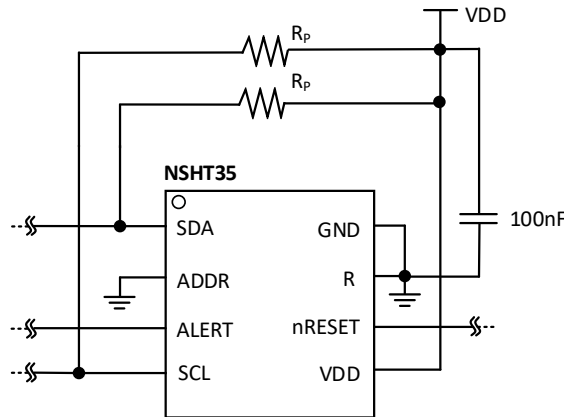 VDD
RP
RP
NSHT35
SDA
GND
100nF
ADDR
R
ALERT
nRESET
SCL
VDD